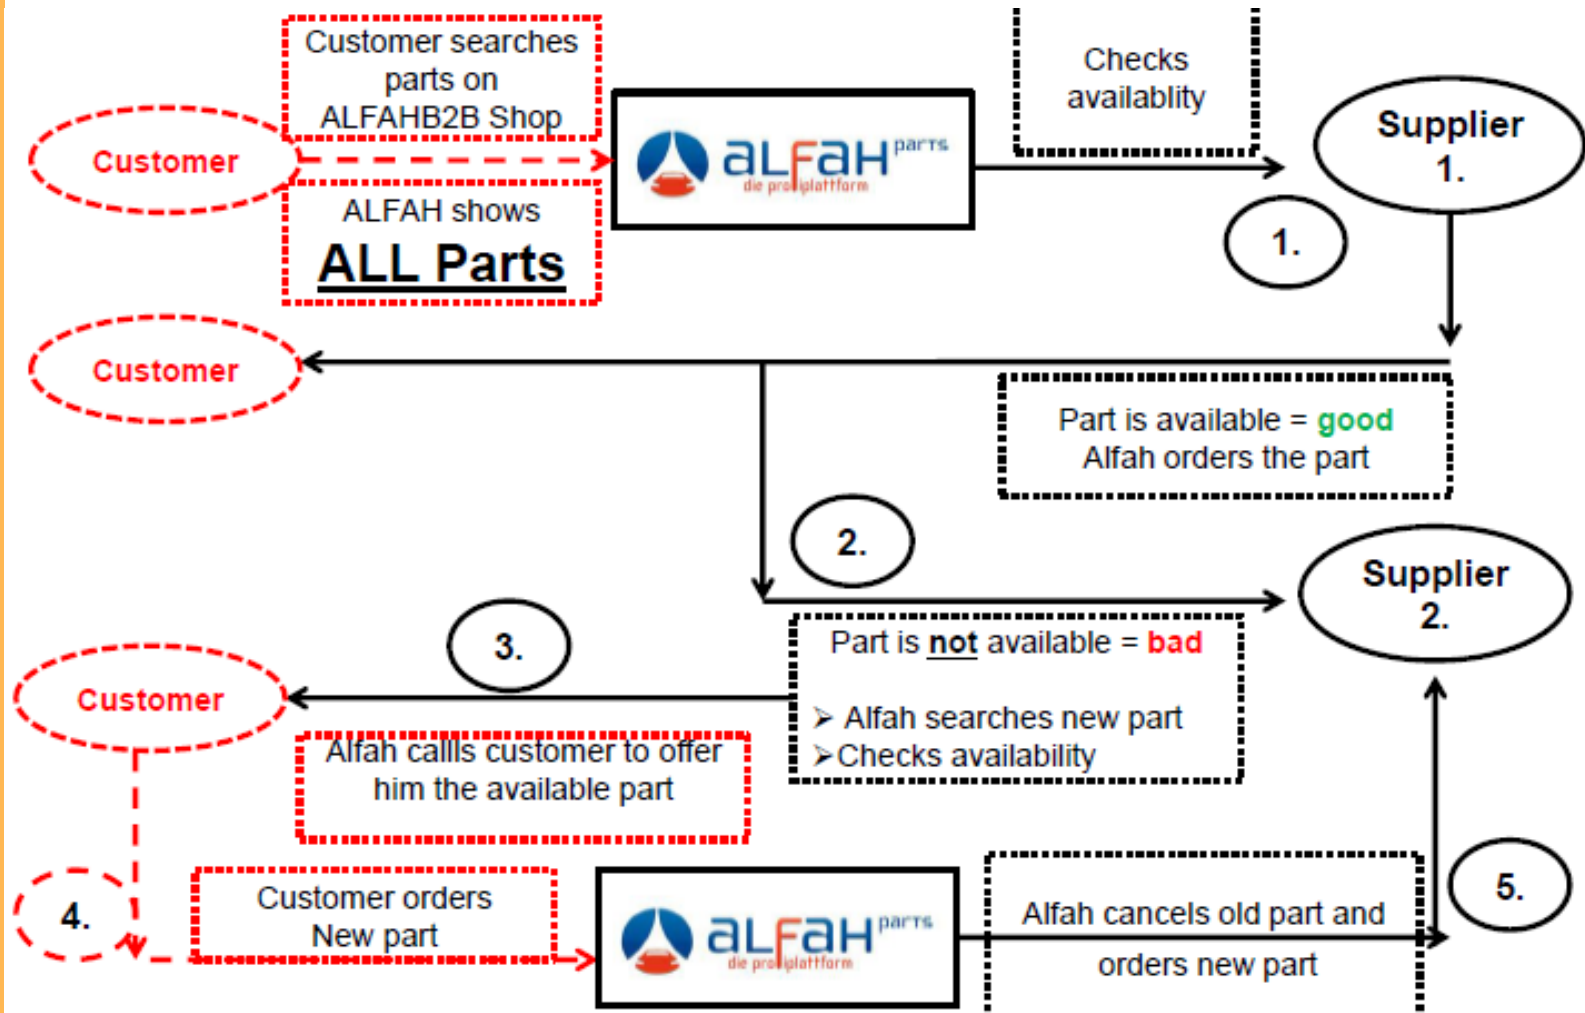 Customer searches
parts on
ALFAHB2B Shop
Customer
ALFAH shows
ALL Parts
aLFaH parts
die profiplattform
Checks
availablity
Supplier
1.
1.
Customer
Part is available = good
Alfah orders the part
2.
Supplier
2.
3.
Part is not available = bad
➢ Alfah searches new part
➢Checks availability
Customer
Alfah callls customer to offer
him the available part
4.
Customer orders
New part
aLFaH parts
die profiplattform
Alfah cancels old part and
orders new part
5.